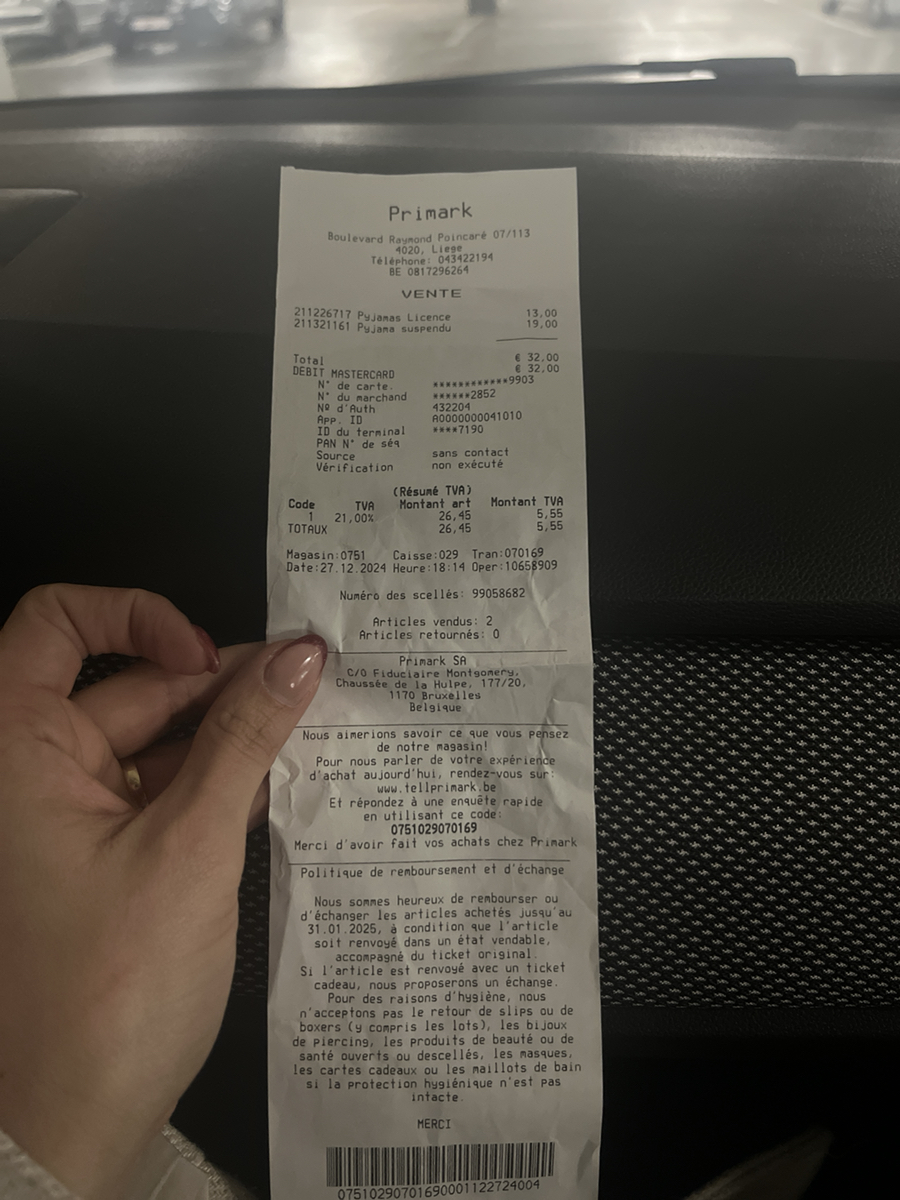 Primark
Boulevard Raymond Poincaré 07/113
4020, Liege
Téléphone: 043422194
BE 0817296264
VENTE
211226717 Pyjamas Licence 13,00
211321161 Pyjama suspendu 19,00
Total € 32,00
DEBIT MASTERCARD € 32,00
N° de carte. ************9903
N° du marchand ******2852
Nº d'Auth 432204
App. ID A0000000041010
ID du terminal ****7190
PAN N° de séq
Source sans contact
Vérification non exécuté
(Résumé TVA)
Code TVA Montant art Montant TVA
1 21,00% 26,45 5,55
TOTAUX 26,45 5,55
Magasin:0751 Caisse:029 Tran:070169
Date:27.12.2024 Heure:18:14 Oper:10658909
Numéro des scellés: 99058682
Articles vendus: 2
Articles retournés: 0
Primark SA
C/O Fiduciaire Montgomery,
Chaussée de la Hulpe, 177/20,
1170 Bruxelles
Belgique
Nous aimerions savoir ce que vous pensez
de notre magasin!
Pour nous parler de votre expérience
d'achat aujourd'hui, rendez-vous sur:
www.tellprimark.be
Et répondez à une enquête rapide
en utilisant ce code:
0751029070169
Merci d'avoir fait vos achats chez Primark
Politique de remboursement et d'échange
Nous sommes heureux de rembourser ou
d'échanger les articles achetés jusqu'au
31.01.2025, à condition que l'article
soit renvoyé dans un état vendable,
accompagné du ticket original.
Si l'article est renvoyé avec un ticket
cadeau, nous proposerons un échange.
Pour des raisons d'hygiène, nous
n'acceptons pas le retour de slips ou de
boxers (y compris les lots), les bijoux
de piercing, les produits de beauté ou de
santé ouverts ou descellés, les masques,
les cartes cadeaux ou les maillots de bain
si la protection hygiénique n'est pas
intacte.
MERCI
07510290701690001122724004